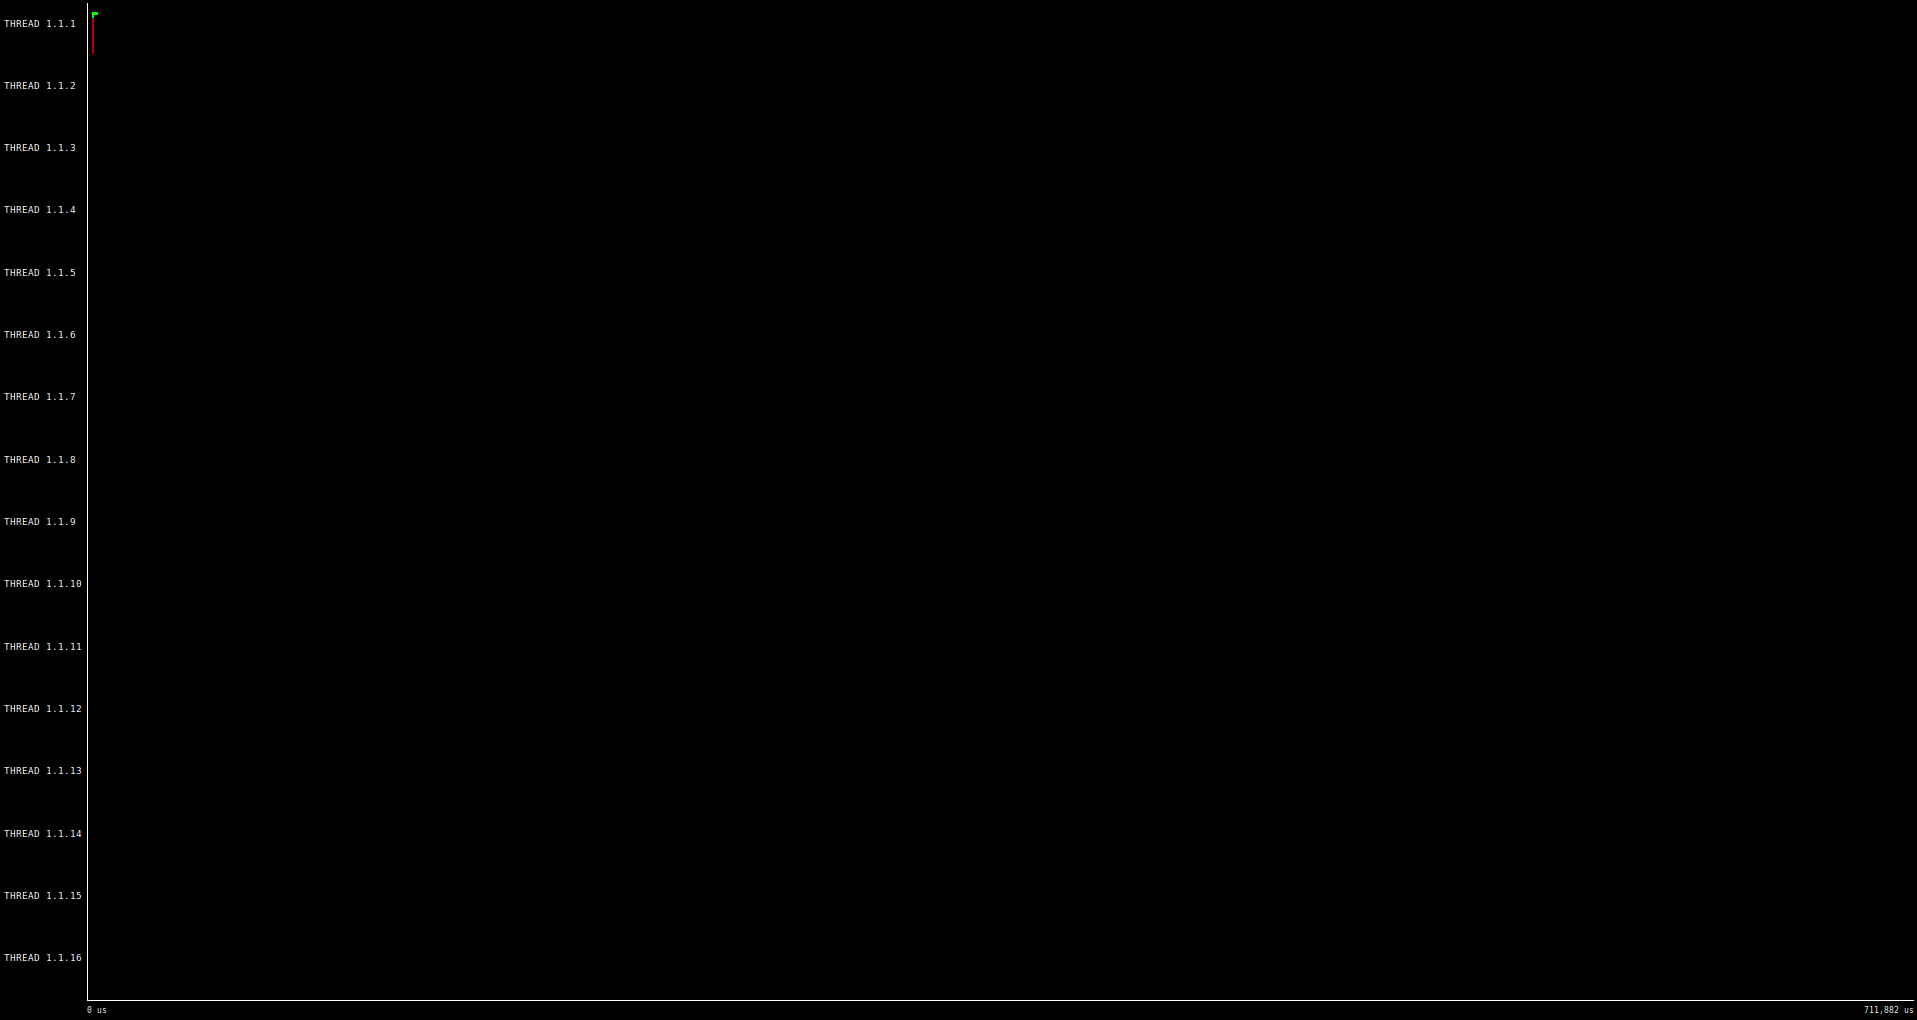 THREAD 1.1.1
THREAD 1.1.2
THREAD 1.1.3
THREAD 1.1.4
THREAD 1.1.5
THREAD 1.1.6
THREAD 1.1.7
THREAD 1.1.8
THREAD 1.1.9
THREAD 1.1.10
THREAD 1.1.11
THREAD 1.1.12
THREAD 1.1.13
THREAD 1.1.14
THREAD 1.1.15
THREAD 1.1.16
0 us
711,882 us